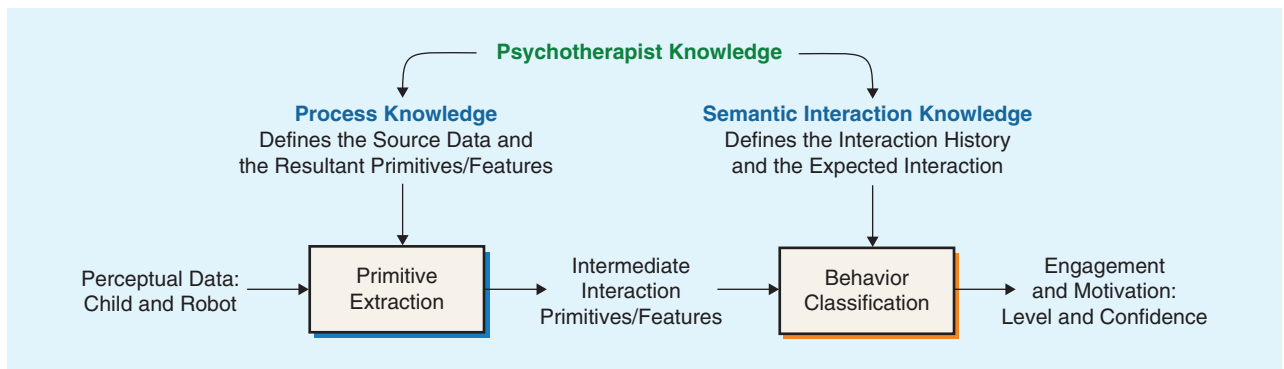 Psychotherapist Knowledge
Process Knowledge
Defines the Source Data and
the Resultant Primitives/Features
Semantic Interaction Knowledge
Defines the Interaction History
and the Expected Interaction
Perceptual Data:
Child and Robot
Primitive
Extraction
Intermediate
Interaction
Primitives/Features
Behavior
Classification
Engagement
and Motivation:
Level and Confidence